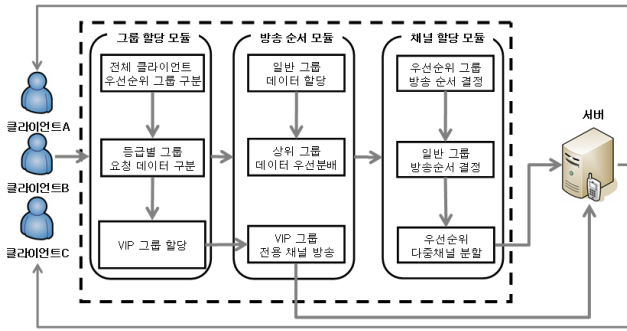 그룹 할당 모듈
방송 순서 모듈
채널 할당 모듈
전체 클라이언트
우선순위 그룹 구분
일반 그룹
데이터 할당
우선순위 그룹
방송 순서 결정
서버
클라이언트A
등급별 그룹
요청 데이터 구분
상위 그룹
데이터 우선분배
일반 그룹
방송순서 결정
클라이언트B
VIP 그룹 할당
VIP 그룹
전용 채널 방송
우선순위
다중채널 분할
클라이언트C